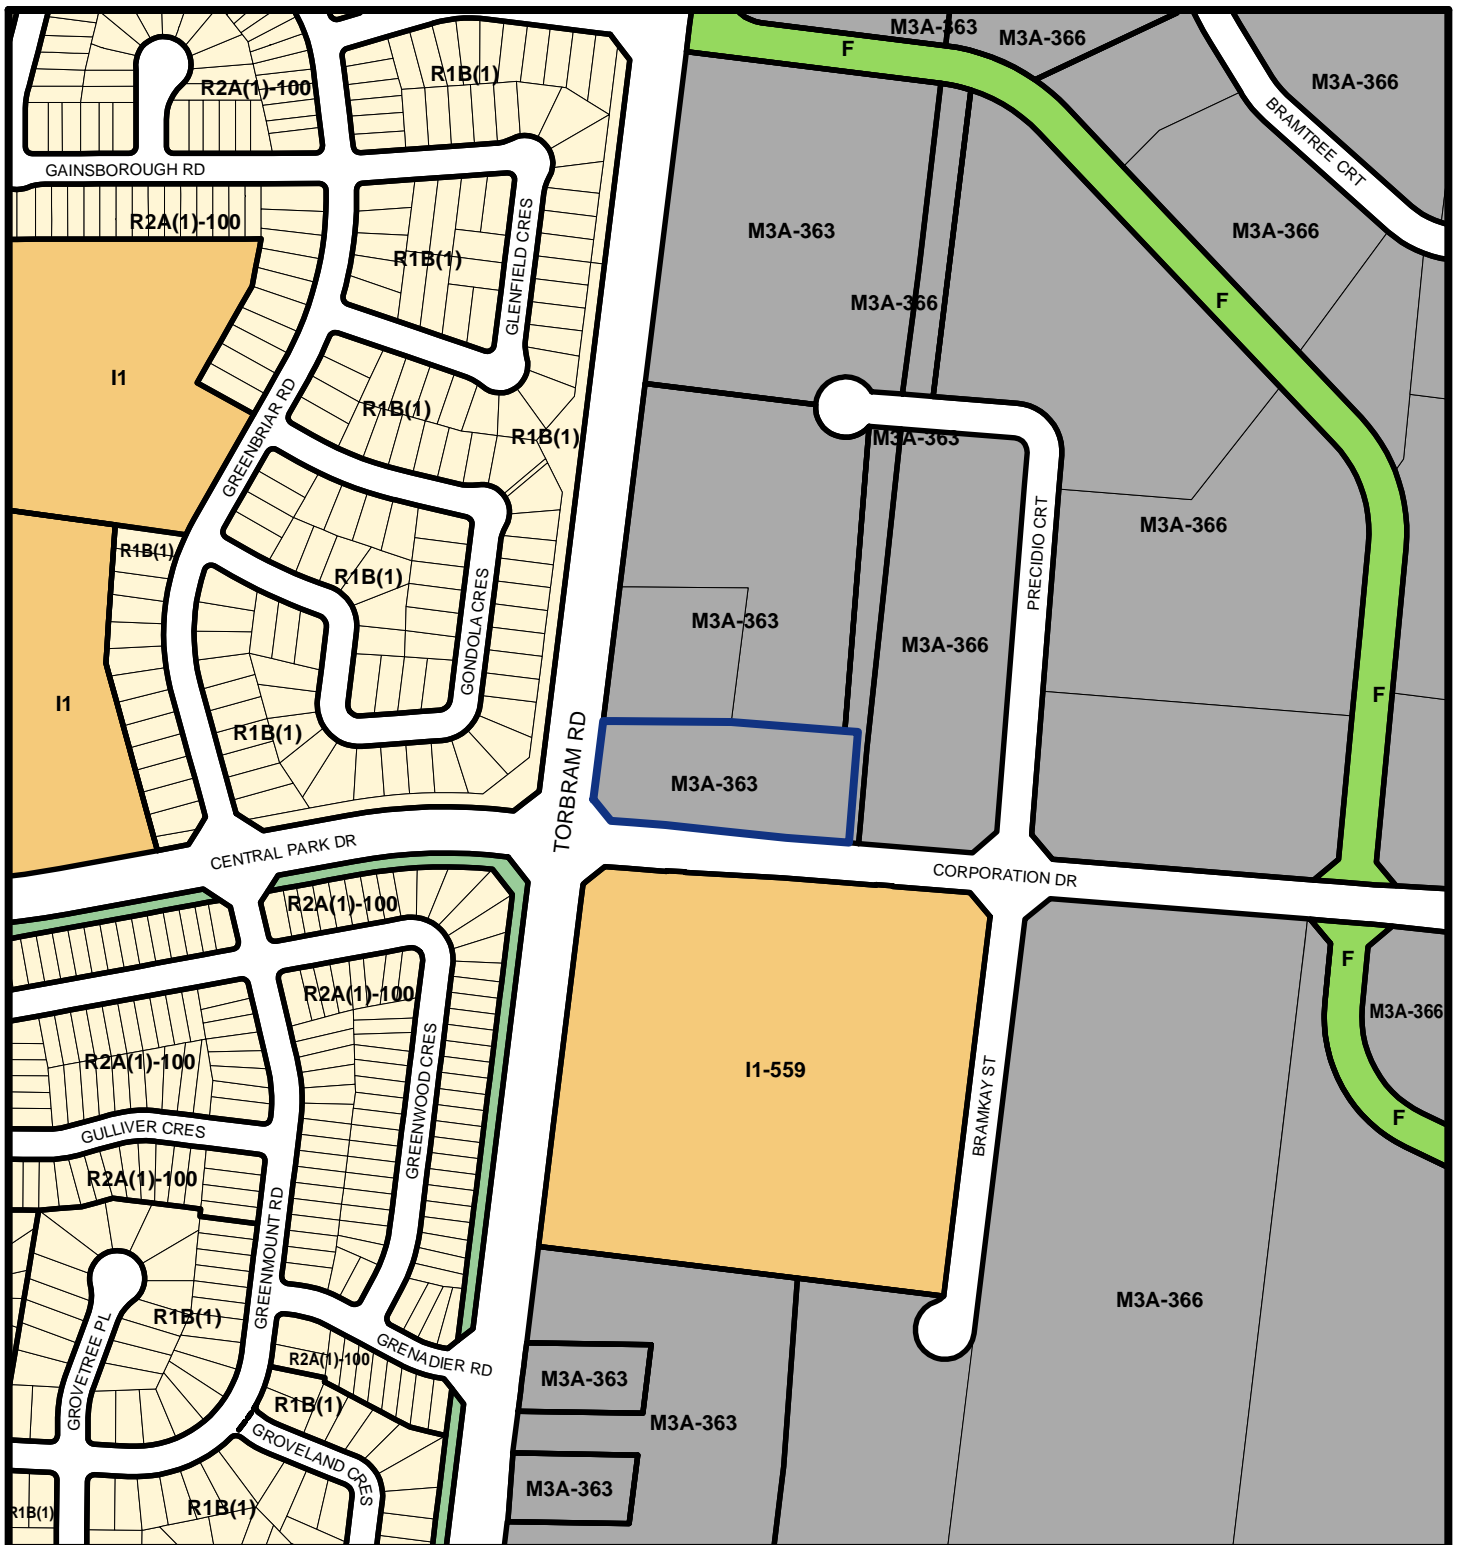 M3A-363
M3A-366
F
R1B(1)
R2A(1)-100
M3A-366
BRAMTREE CRT
GAINSBOROUGH RD
R2A(1)-100
GLENFIELD CRES
R1B(1)
M3A-363
M3A-366
M3A-366
F
I1
GREENBRIAR RD
R1B(1)
R1B(1)
M3A-363
PRECIDIO CRT
M3A-366
R1B(1)
R1B(1)
GONDOLA CRES
M3A-363
M3A-366
I1
F
R1B(1)
TORBRAM RD
M3A-363
CENTRAL PARK DR
CORPORATION DR
R2A(1)-100
F
R2A(1)-100
M3A-366
GREENWOOD CRES
R2A(1)-100
I1-559
BRAMKAY ST
F
GULLIVER CRES
R2A(1)-100
GREENMOUNT RD
M3A-366
R1B(1)
GROVETREE PL
GRENADIER RD
R2A(1)-100
M3A-363
R1B(1)
M3A-363
GROVELAND CRES
M3A-363
R1B(1)
R1B(1)